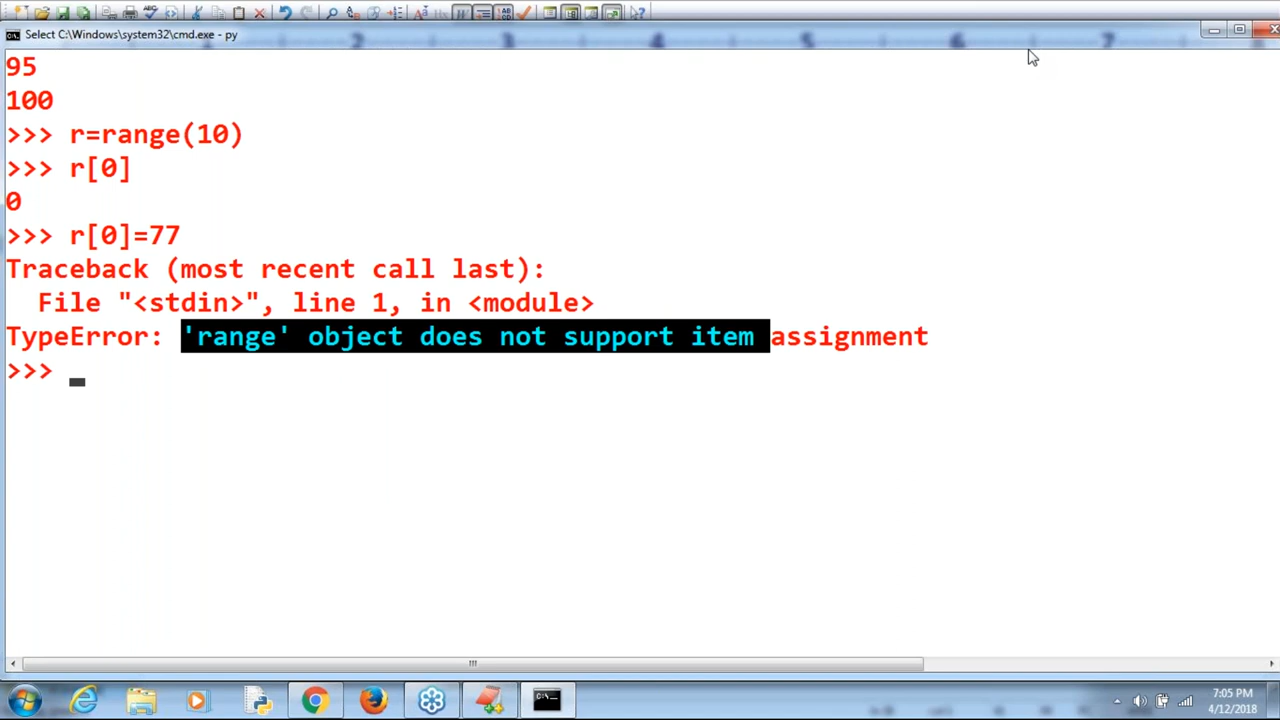 Select C:\Windows\system32\cmd.exe - py
95
100
>>> r=range(10)
>>> r[0]
0
>>> r[0]=77
Traceback (most recent call last):
  File "<stdin>", line 1, in <module>
TypeError: 'range' object does not support item assignment
>>> 
7:05 PM
4/12/2018